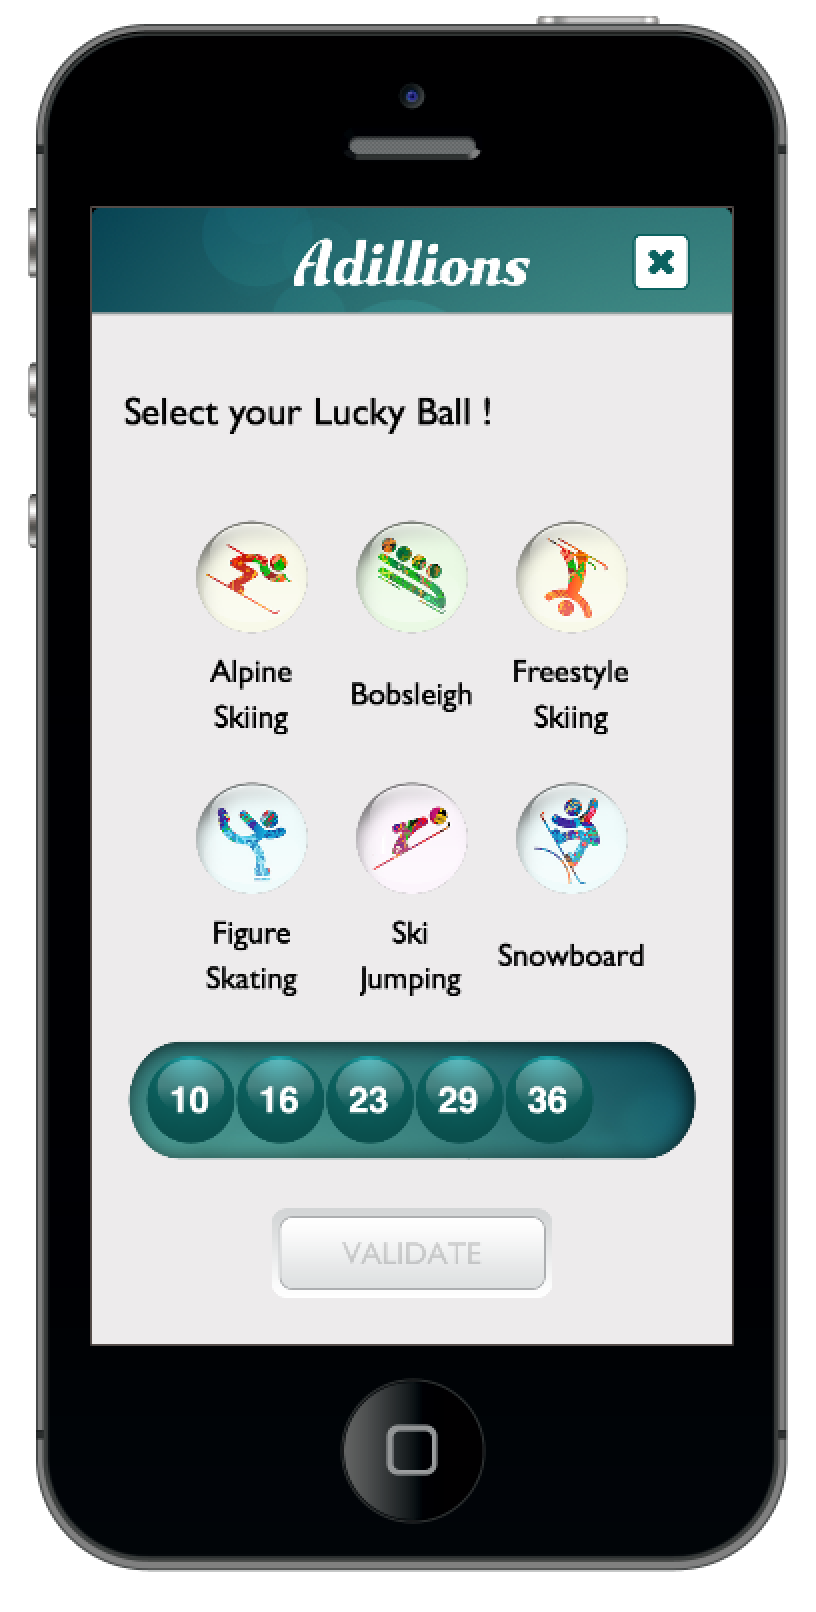 Adillions
Select your Lucky Ball !
Alpine
Skiing
Bobsleigh
Freestyle
Skiing
Figure
Skating
Ski
Jumping
Snowboard
10 16 23 29 36
VALIDATE